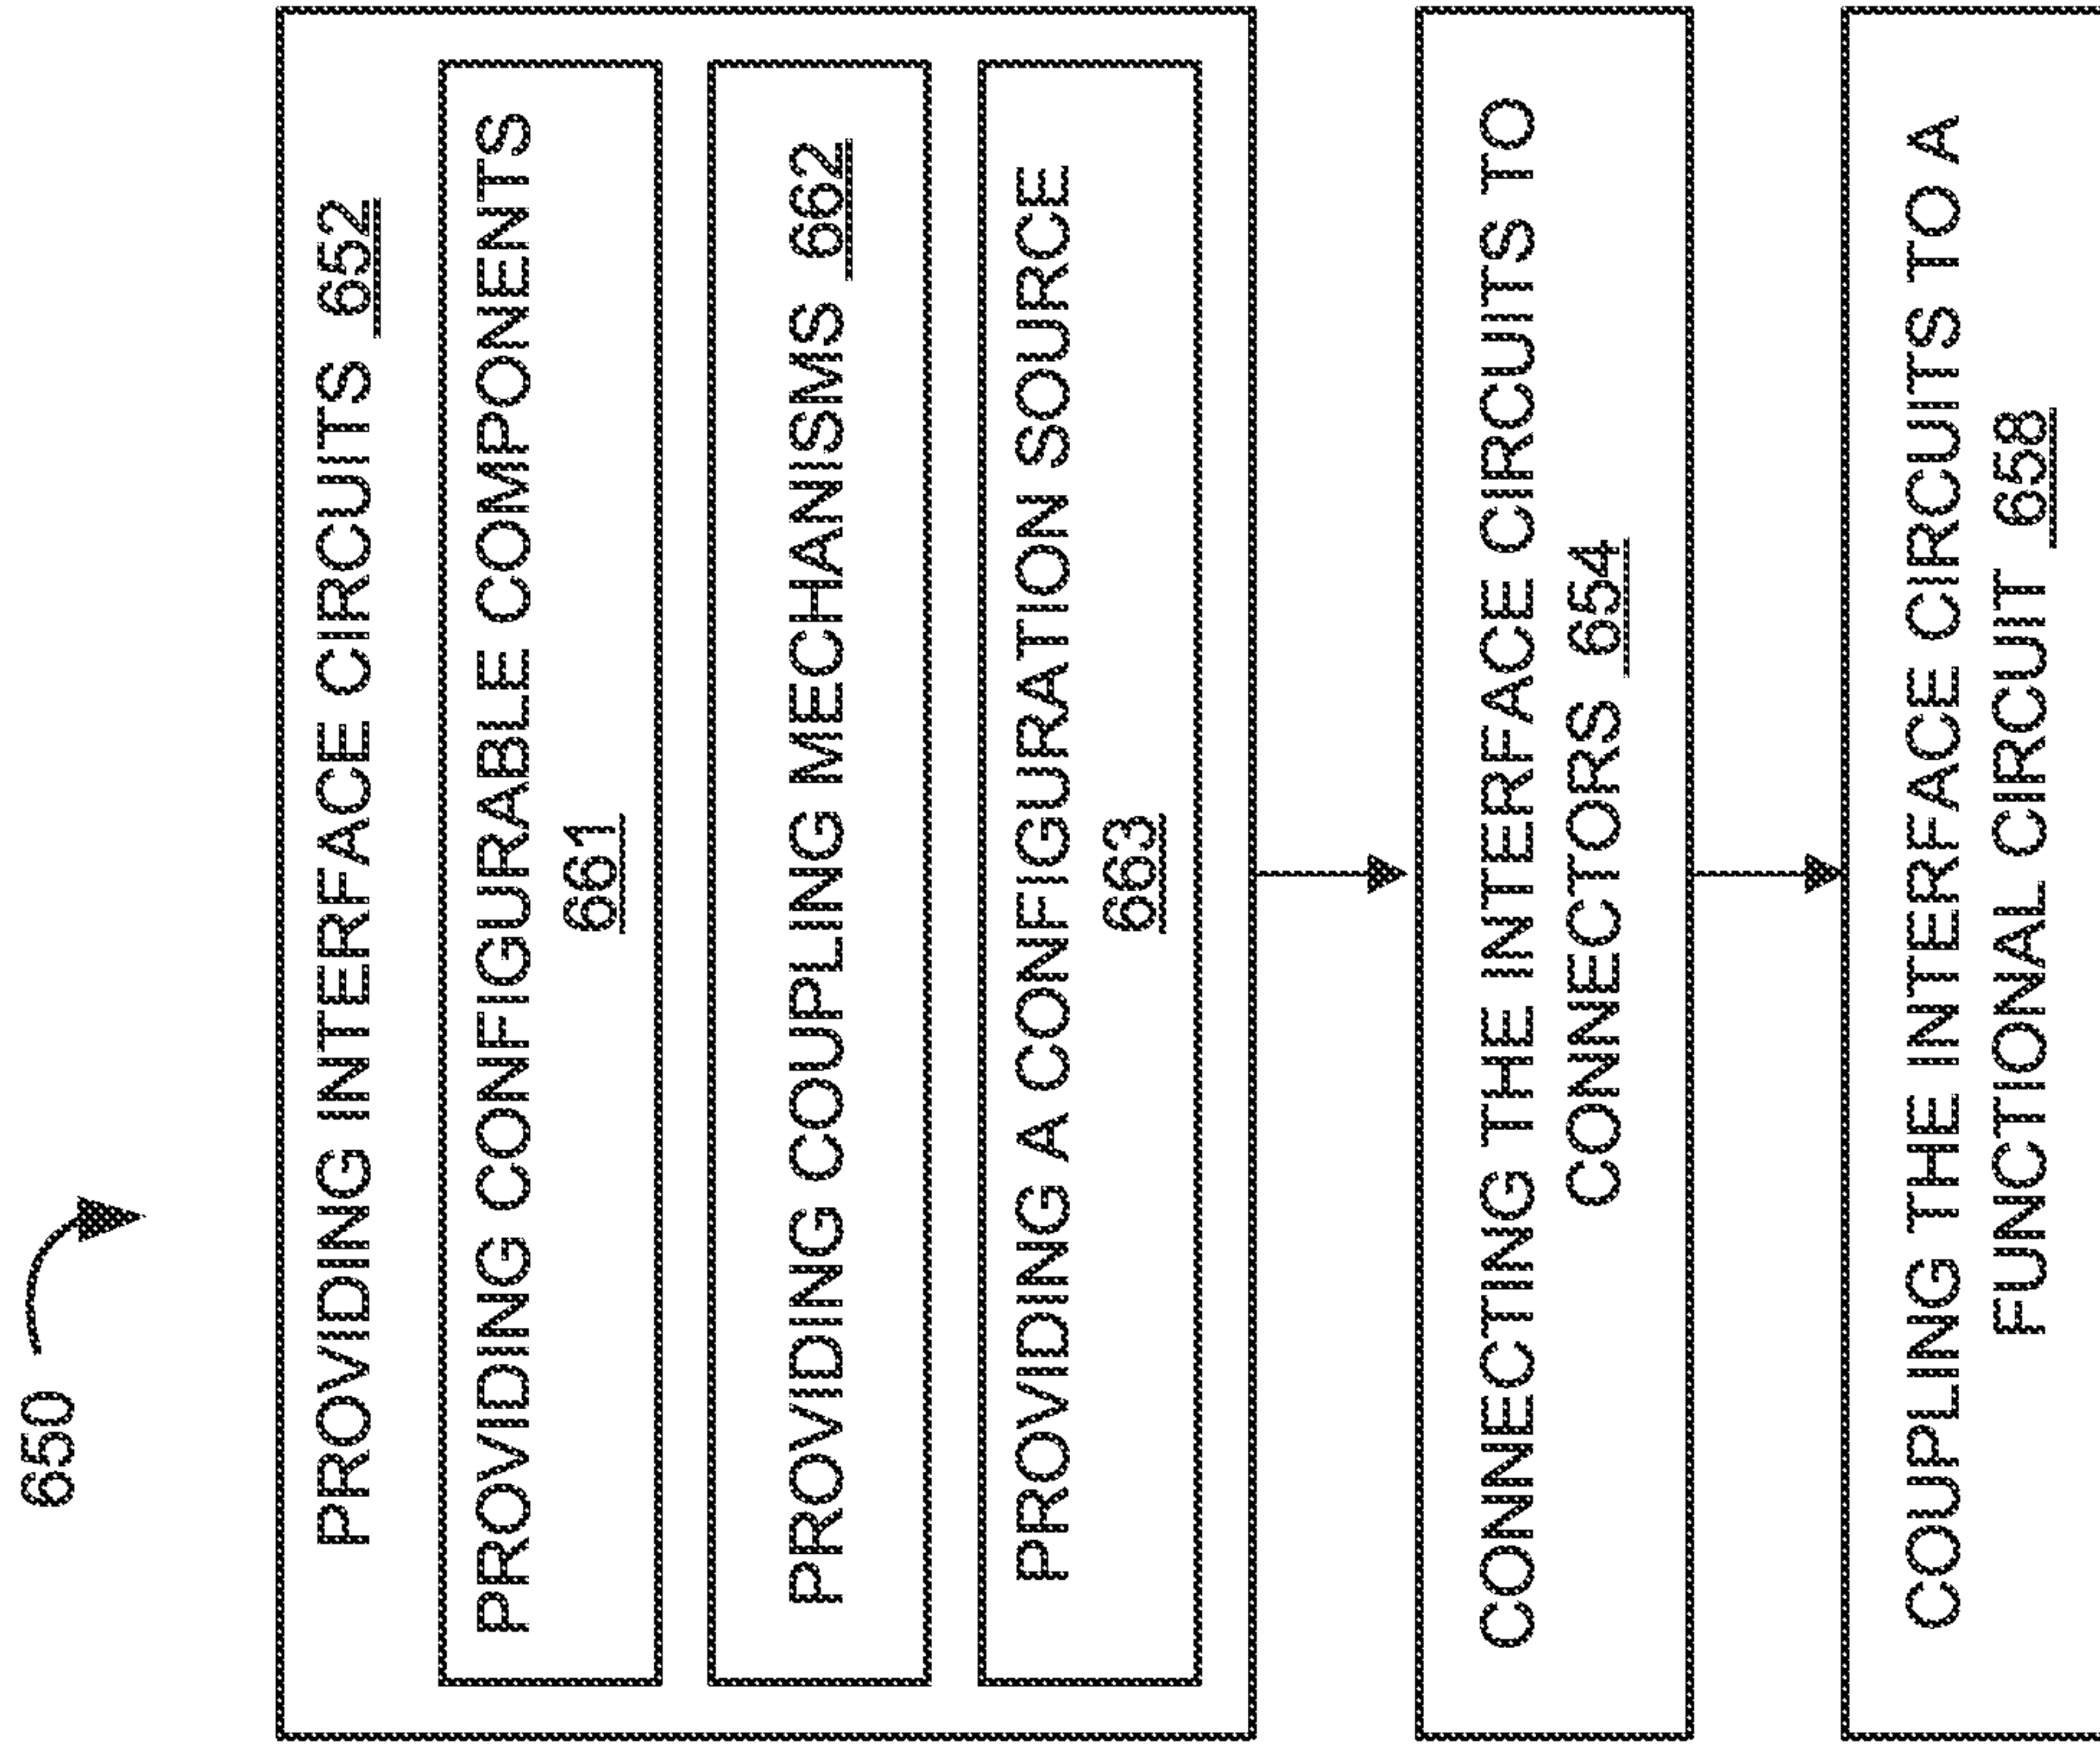 650
PROVIDING INTERFACE CIRCUITS 652
PROVIDING CONFIGURABLE COMPONENTS
661
PROVIDING COUPLING MECHANISMS 662
PROVIDING A CONFIGURATION SOURCE
663
CONNECTING THE INTERFACE CIRCUITS TO
CONNECTORS 654
COUPLING THE INTERFACE CIRCUITS TO A
FUNCTIONAL CIRCUIT 658